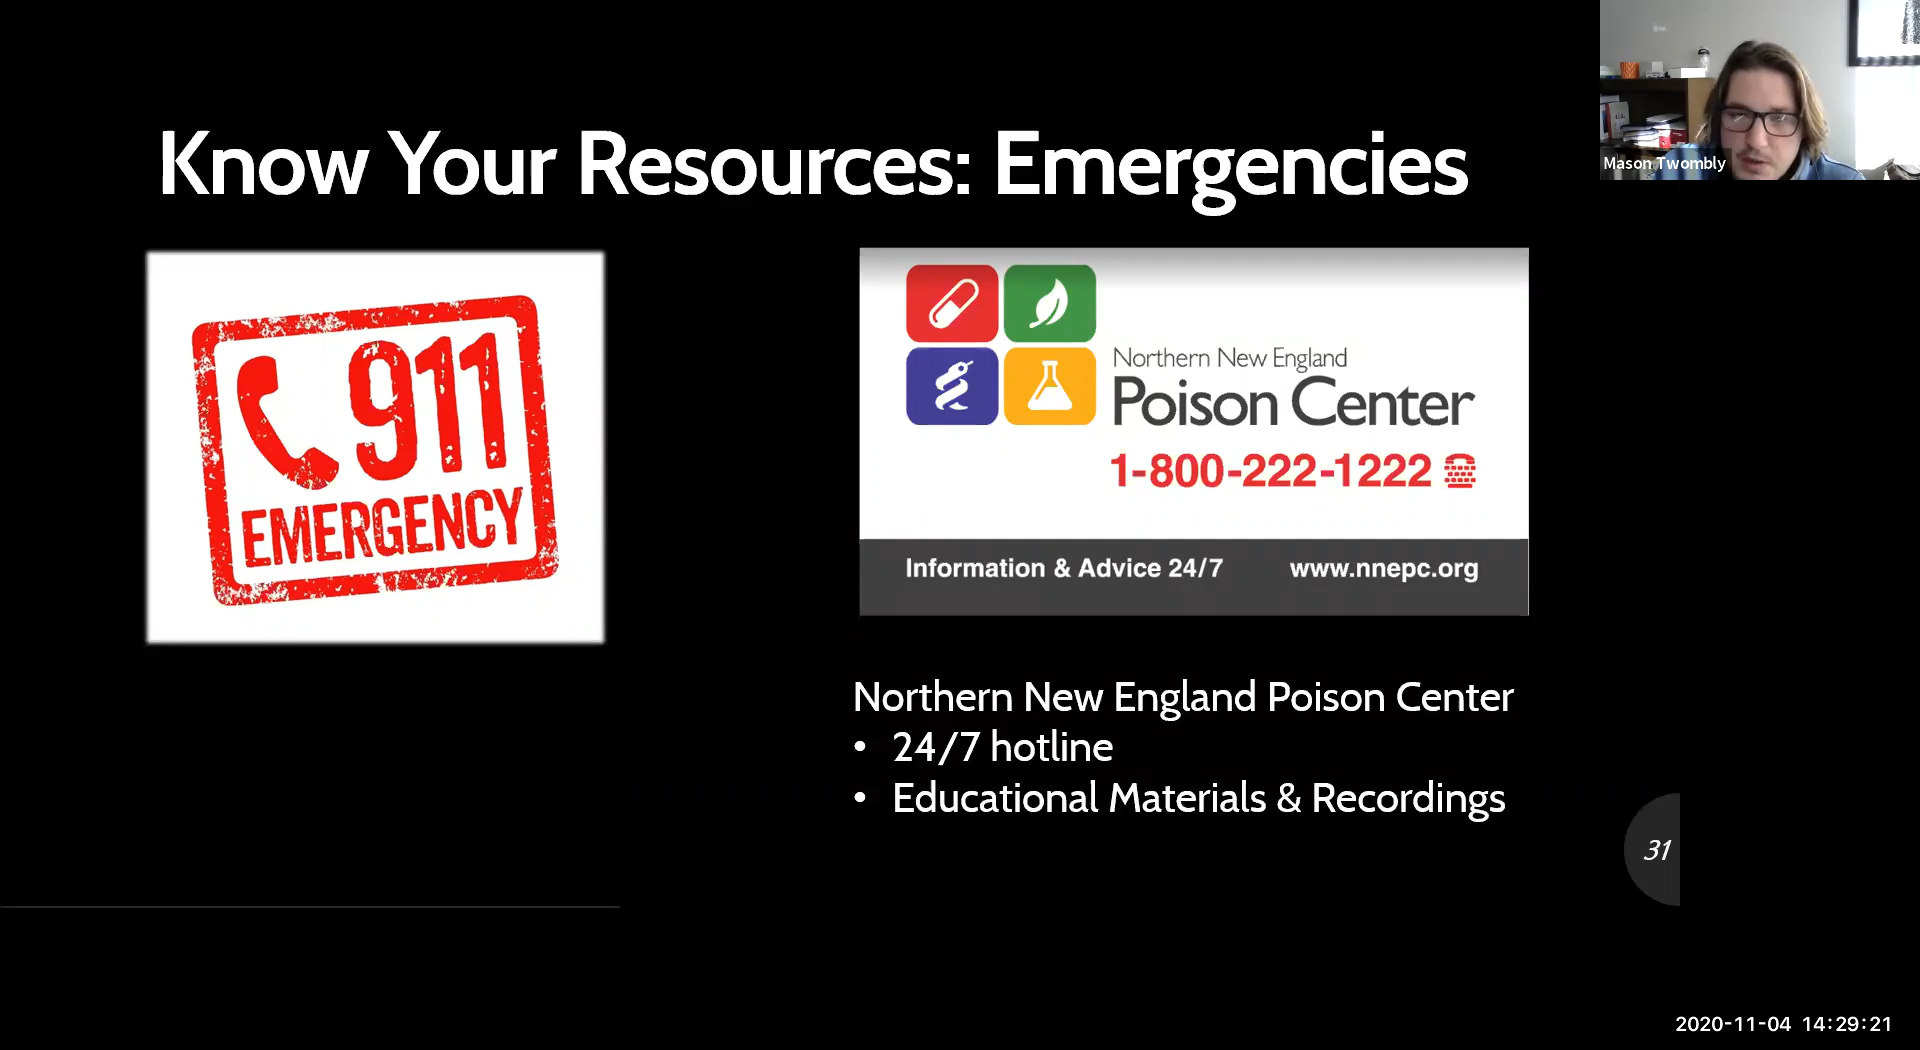 Know Your Resources: Emergencies
Mason Twombly
911
EMERGENCY
Northern New England
Poison Center
1-800-222-1222
Information & Advice 24/7
www.nnepc.org
Northern New England Poison Center
• 24/7 hotline
• Educational Materials & Recordings
31
2020-11-04 14:29:21